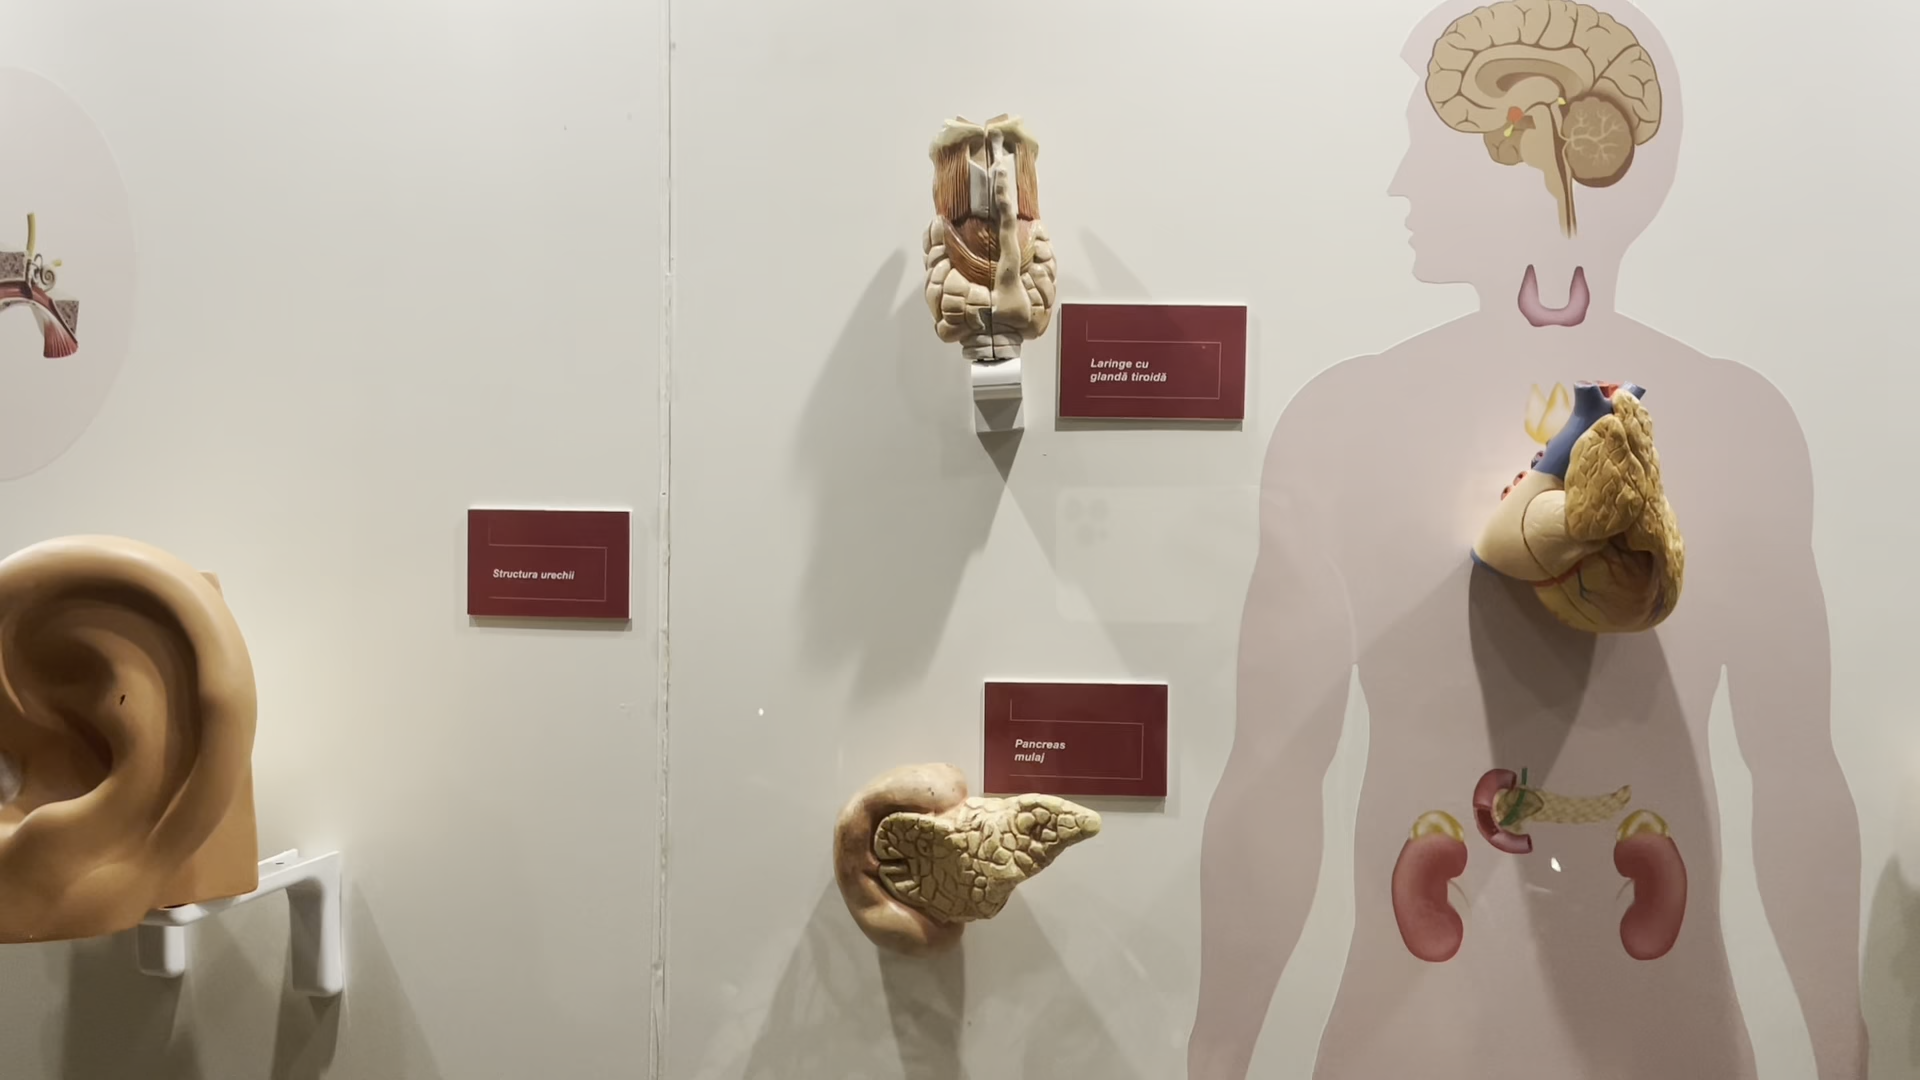 Laringe cu
glandă tiroidă
Structura urechii
Pancreas
mulaj